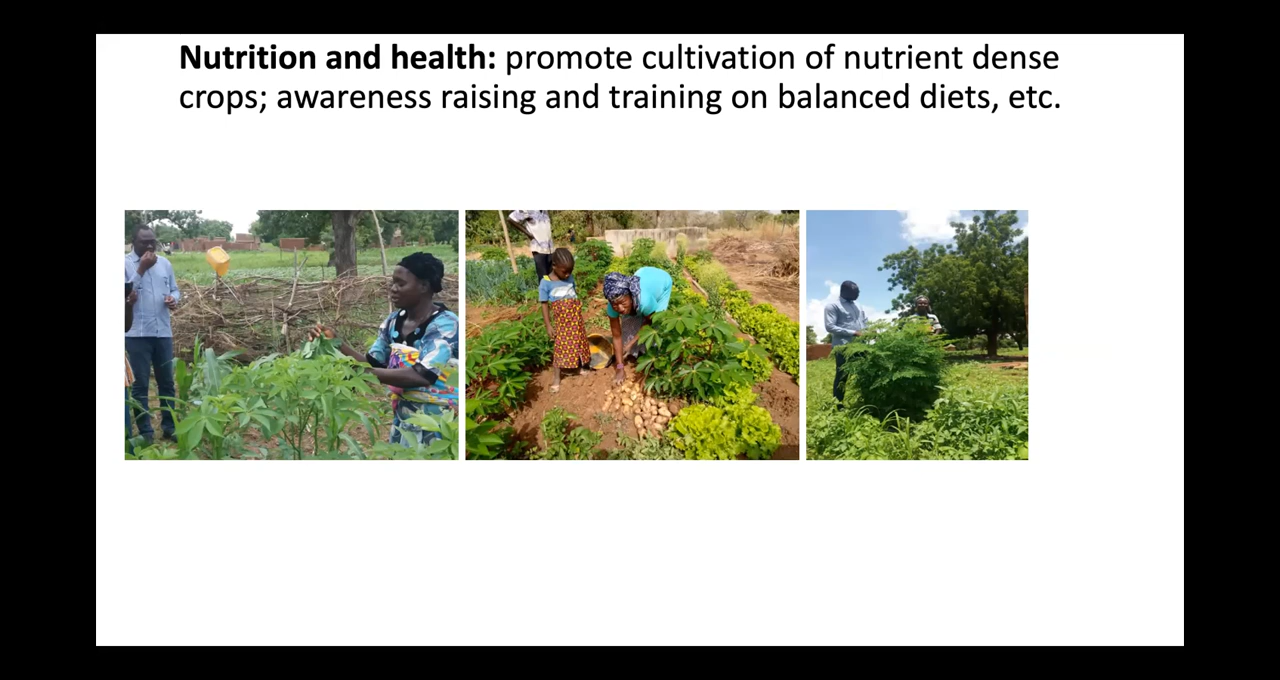 Nutrition and health: promote cultivation of nutrient dense
crops; awareness raising and training on balanced diets, etc.